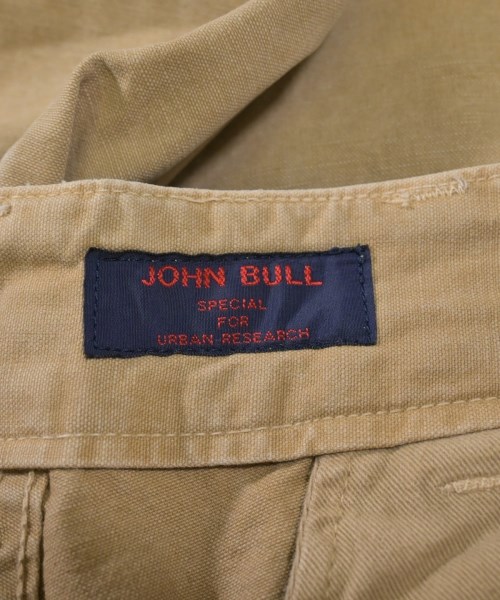 JOHN BULL
SPECIAL
FOR
URBAN RESEARCH